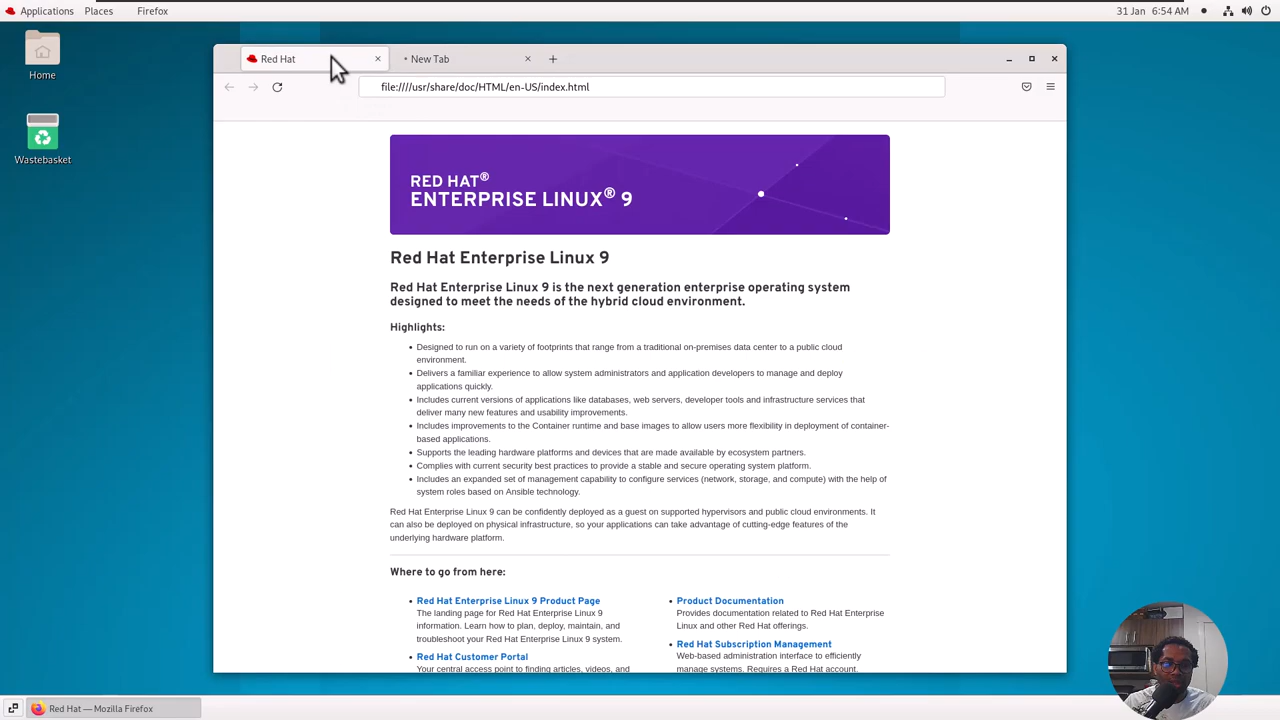 Applications Places Firefox 31 Jan 6:54 AM
Home
Wastebasket
Red Hat New Tab
file:////usr/share/doc/HTML/en-US/index.html
RED HAT®
ENTERPRISE LINUX® 9
Red Hat Enterprise Linux 9
Red Hat Enterprise Linux 9 is the next generation enterprise operating system
designed to meet the needs of the hybrid cloud environment.
Highlights:
• Designed to run on a variety of footprints that range from a traditional on-premises data center to a public cloud
environment.
• Delivers a familiar experience to allow system administrators and application developers to manage and deploy
applications quickly.
• Includes current versions of applications like databases, web servers, developer tools and infrastructure services that
deliver many new features and usability improvements.
• Includes improvements to the Container runtime and base images to allow users more flexibility in deployment of container-
based applications.
• Supports the leading hardware platforms and devices that are made available by ecosystem partners.
• Complies with current security best practices to provide a stable and secure operating system platform.
• Includes an expanded set of management capability to configure services (network, storage, and compute) with the help of
system roles based on Ansible technology.
Red Hat Enterprise Linux 9 can be confidently deployed as a guest on supported hypervisors and public cloud environments. It
can also be deployed on physical infrastructure, so your applications can take advantage of cutting-edge features of the
underlying hardware platform.
Where to go from here:
• Red Hat Enterprise Linux 9 Product Page
The landing page for Red Hat Enterprise Linux 9
information. Learn how to plan, deploy, maintain, and
troubleshoot your Red Hat Enterprise Linux 9 system.
• Red Hat Customer Portal
Your central access point to finding articles, videos, and
• Product Documentation
Provides documentation related to Red Hat Enterprise
Linux and other Red Hat offerings.
• Red Hat Subscription Management
Web-based administration interface to efficiently
manage systems. Requires a Red Hat account.
Red Hat — Mozilla Firefox